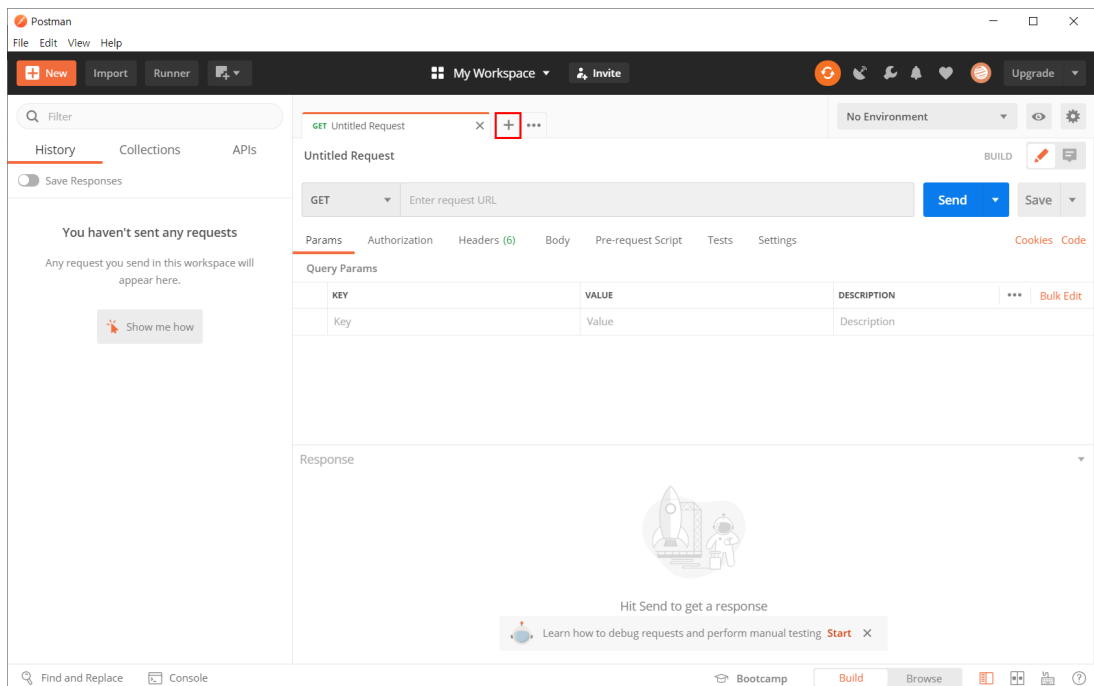 Postman
File Edit View Help
New Import Runner My Workspace Invite Upgrade
Filter
History Collections APIs
Save Responses
You haven't sent any requests
Any request you send in this workspace will
appear here.
Show me how
GET Untitled Request
No Environment
Untitled Request
BUILD
GET Enter request URL Send Save
Params Authorization Headers (6) Body Pre-request Script Tests Settings Cookies Code
Query Params
KEY VALUE DESCRIPTION Bulk Edit
Key Value Description
Response
Hit Send to get a response
Learn how to debug requests and perform manual testing Start
Find and Replace Console Bootcamp Build Browse